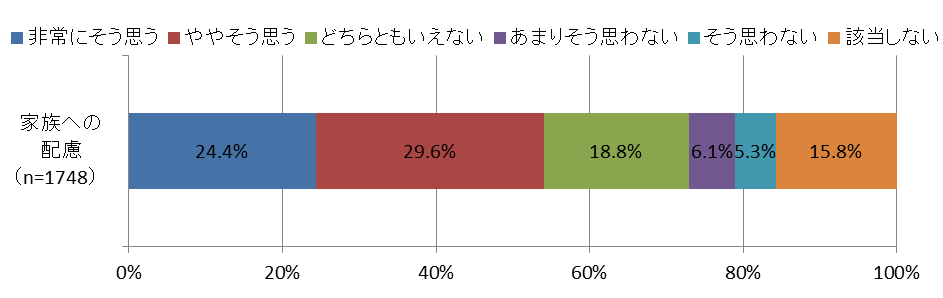 非常にそう思う ややそう思う どちらともいえない あまりそう思わない そう思わない 該当しない
家族への
配慮
（n=1748）
24.4% 29.6% 18.8% 6.1% 5.3% 15.8%
0% 20% 40% 60% 80% 100%